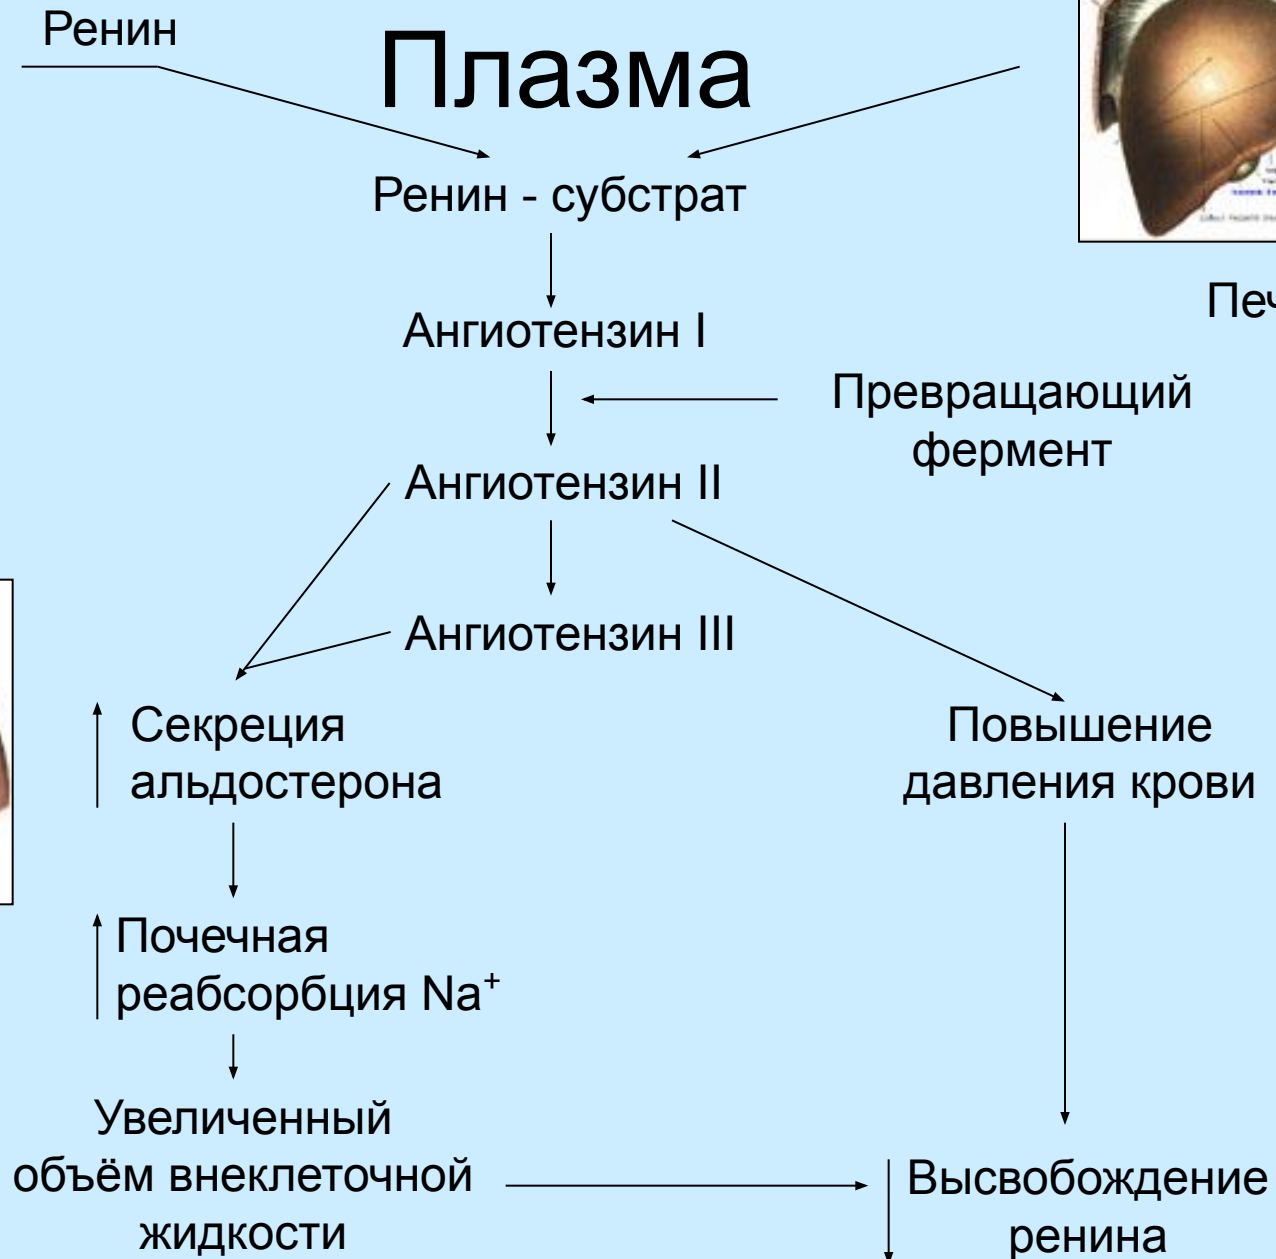 Ренин
Плазма
Ренин - субстрат
Ангиотензин I
Превращающий
фермент
Ангиотензин II
Ангиотензин III
Секреция
альдостерона
Повышение
давления крови
Почечная
реабсорбция Na⁺
Увеличенный
объём внеклеточной
жидкости
Высвобождение
ренина